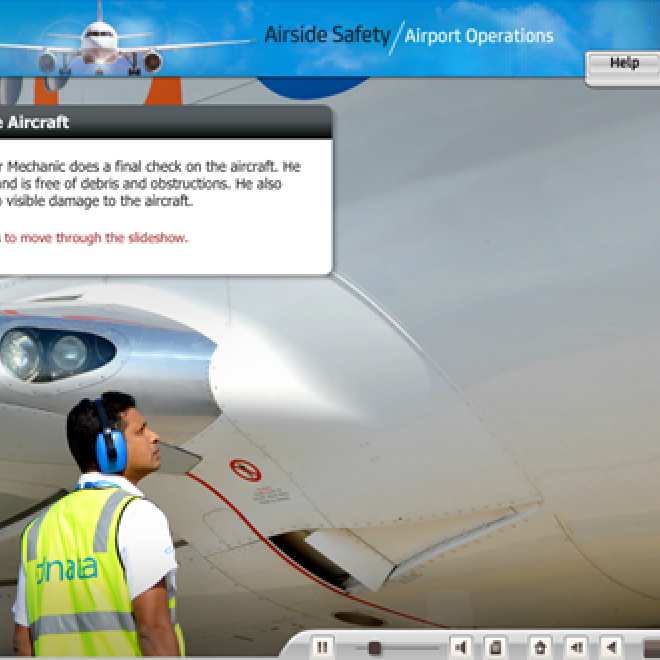 Airside Safety/Airport Operations
Help
Aircraft
Mechanic does a final check on the aircraft. He
is free of debris and obstructions. He also
visible damage to the aircraft.
to move through the slideshow.
dnata